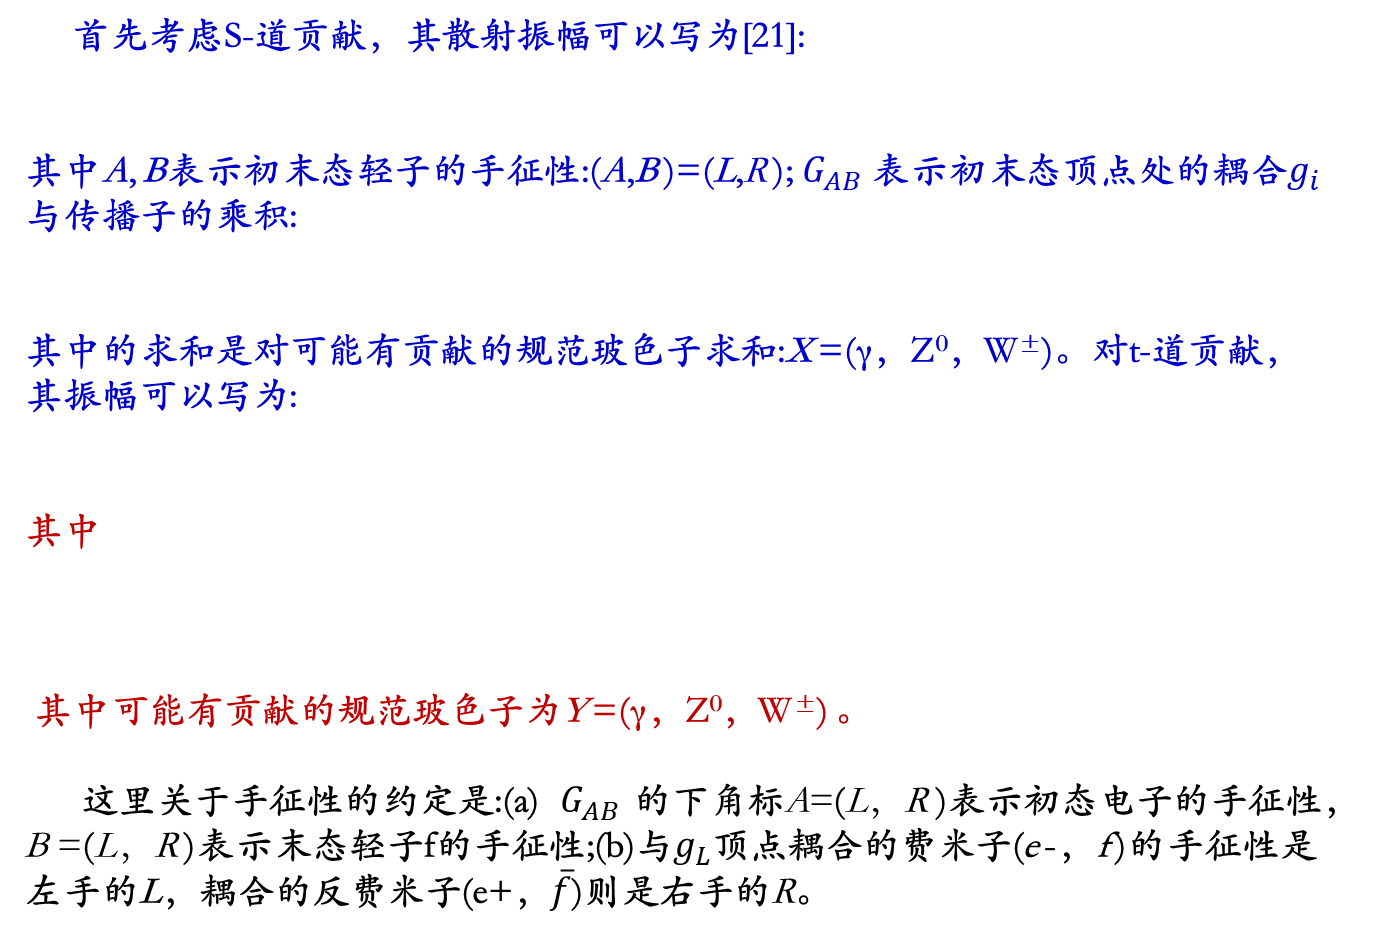 首先考虑S-道贡献，其散射振幅可以写为[21]:
其中A,B表示初末态轻子的手征性:(A,B)=(L,R); G_AB 表示初末态顶点处的耦合g_i
与传播子的乘积:
其中的求和是对可能有贡献的规范玻色子求和:X=(γ，Z⁰，W±)。对t-道贡献，
其振幅可以写为:
其中
其中可能有贡献的规范玻色子为Y=(γ，Z⁰，W±) 。
这里关于手征性的约定是:(a) G_AB 的下角标A=(L，R)表示初态电子的手征性，
B =(L，R)表示末态轻子f的手征性;(b)与g_L顶点耦合的费米子(e-，f)的手征性是
左手的L，耦合的反费米子(e+，f̄)则是右手的R。